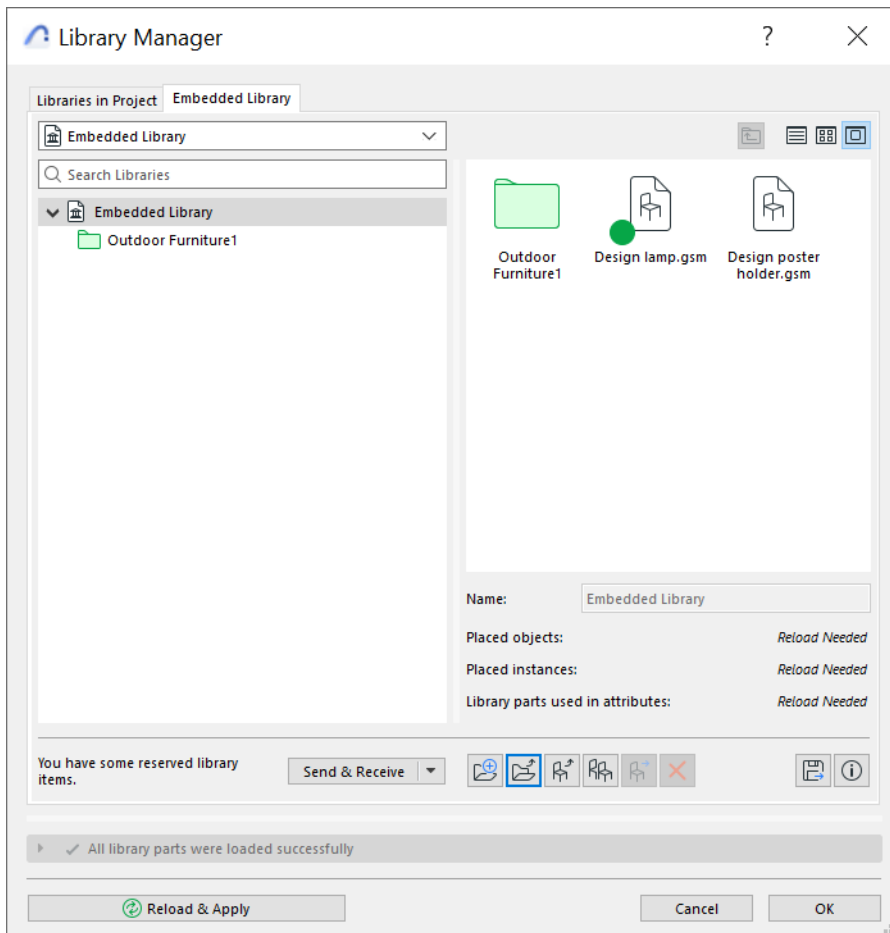 Library Manager
?
Libraries in Project
Embedded Library
Embedded Library
Search Libraries
Embedded Library
Outdoor Furniture1
Outdoor
Furniture1
Design lamp.gsm
Design poster
holder.gsm
Name:
Embedded Library
Placed objects:
Reload Needed
Placed instances:
Reload Needed
Library parts used in attributes:
Reload Needed
You have some reserved library
items.
Send & Receive
All library parts were loaded successfully
Reload & Apply
Cancel
OK